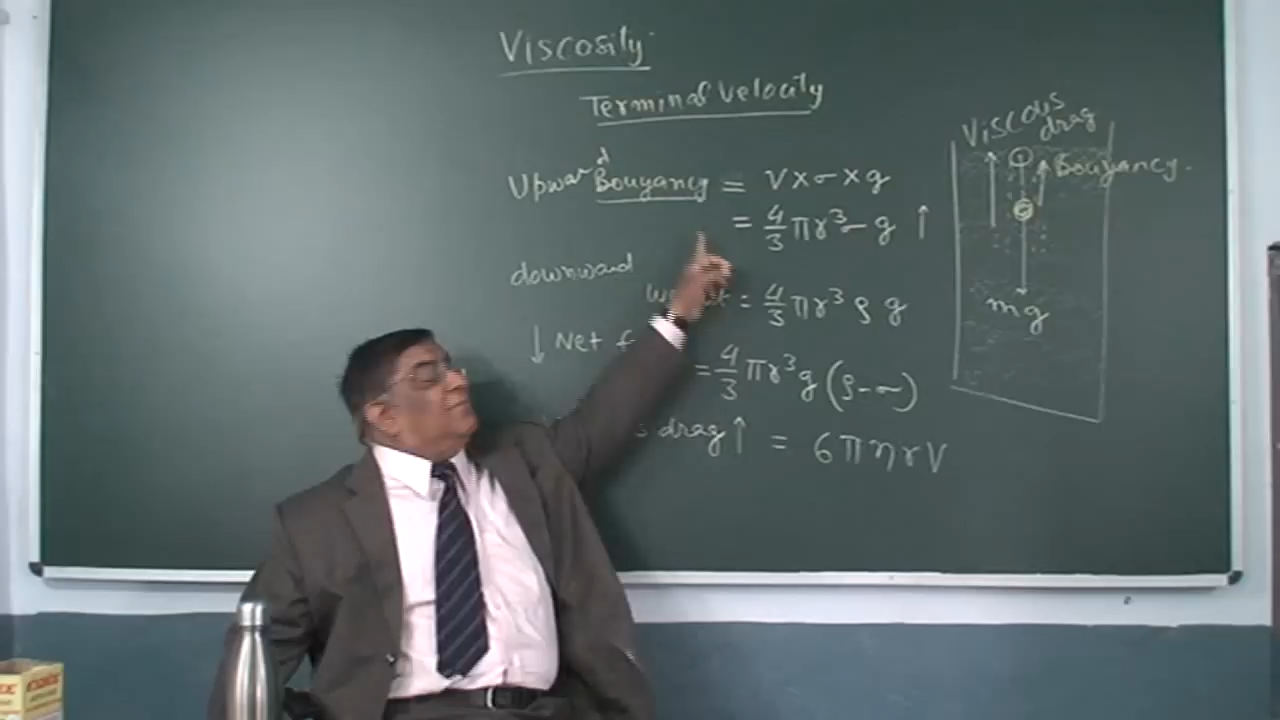 Viscosity
Terminal Velocity
Upward Bouyancy = V x σ x g
= 4/3 πr³ σ g ↑
downward
= 4/3 πr³ ρ g
↓ Net
= 4/3 πr³g (ρ-σ)
drag ↑ = 6πηrV
Viscous
drag
Bouyancy.
mg